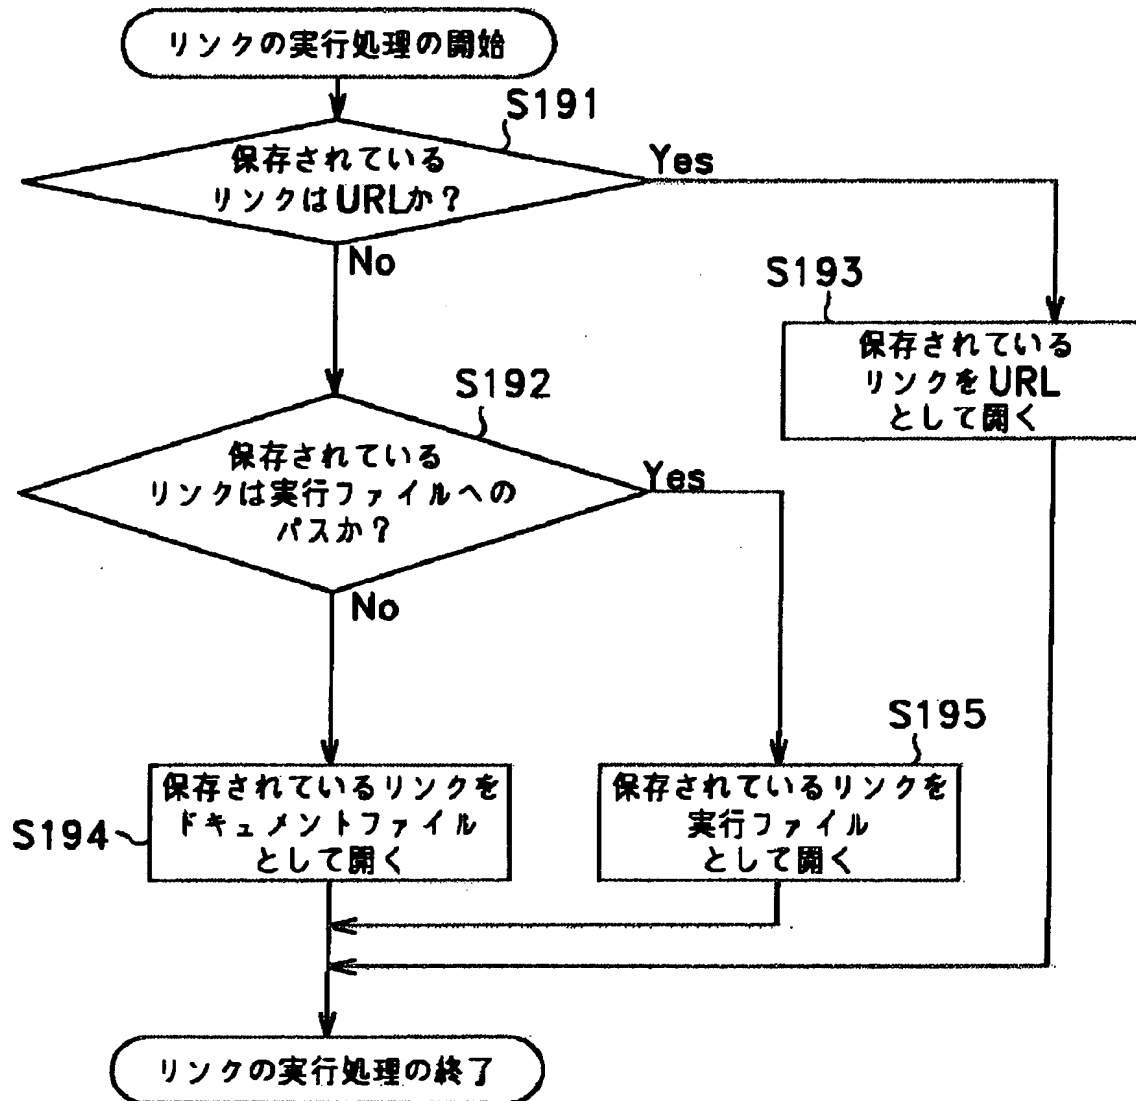 リンクの実行処理の開始
S191
保存されている
リンクはURLか？
Yes
No
S193
保存されている
リンクをURL
として開く
S192
保存されている
リンクは実行ファイルへの
パスか？
Yes
No
S195
保存されているリンクを
実行ファイル
として開く
S194
保存されているリンクを
ドキュメントファイル
として開く
リンクの実行処理の終了